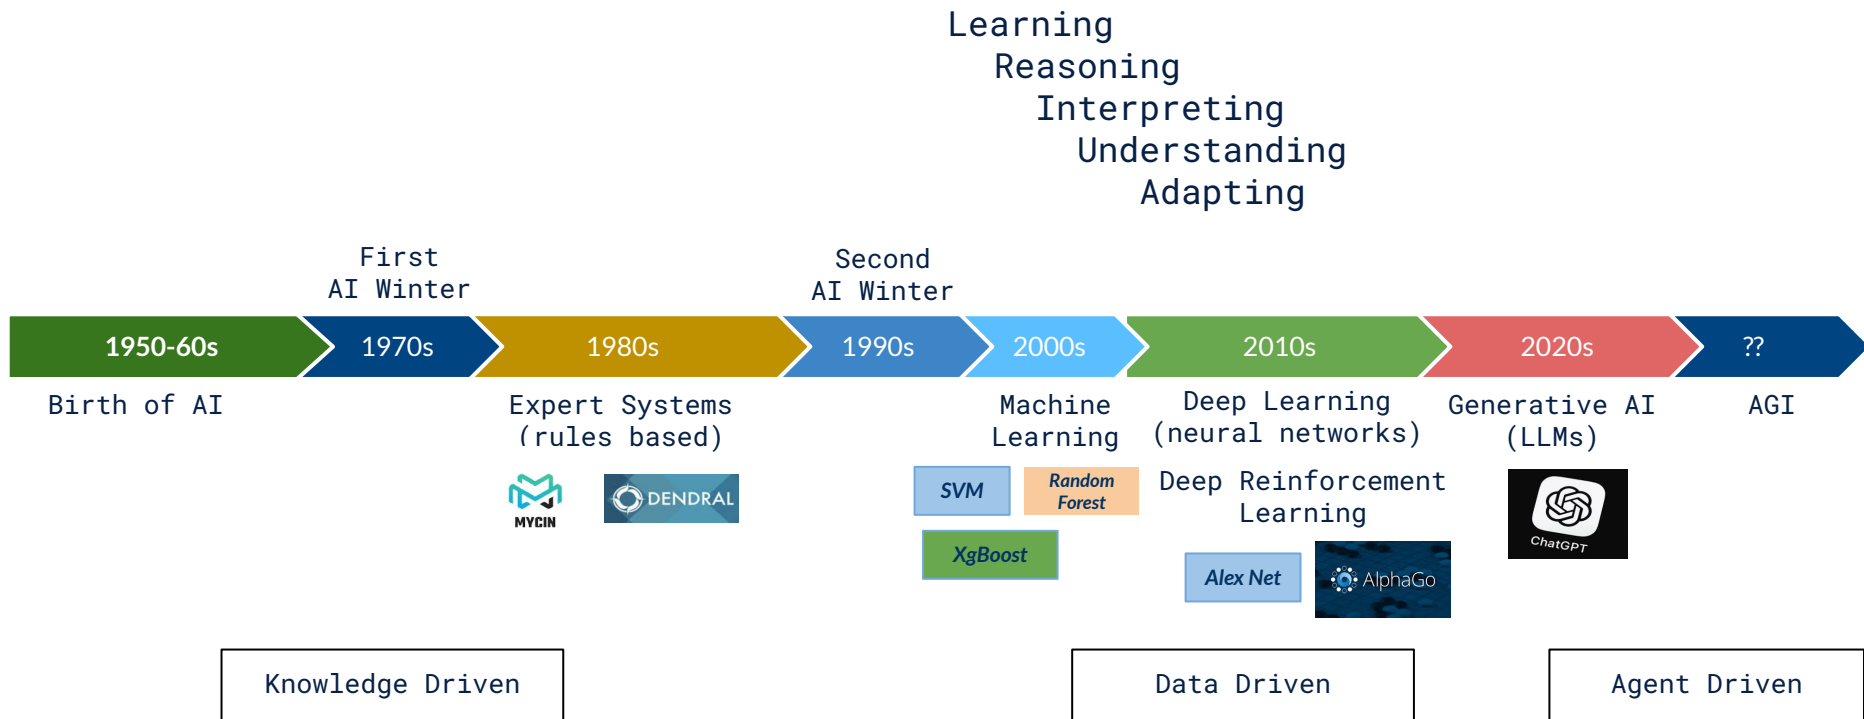 Learning
Reasoning
Interpreting
Understanding
Adapting
First
AI Winter
Second
AI Winter
1950-60s
1970s
1980s
1990s
2000s
2010s
2020s
??
Birth of AI
Expert Systems
(rules based)
Machine
Learning
Deep Learning
(neural networks)
Generative AI
(LLMs)
AGI
MYCIN
DENDRAL
SVM
Random
Forest
XgBoost
Deep Reinforcement
Learning
Alex Net
AlphaGo
ChatGPT
Knowledge Driven
Data Driven
Agent Driven